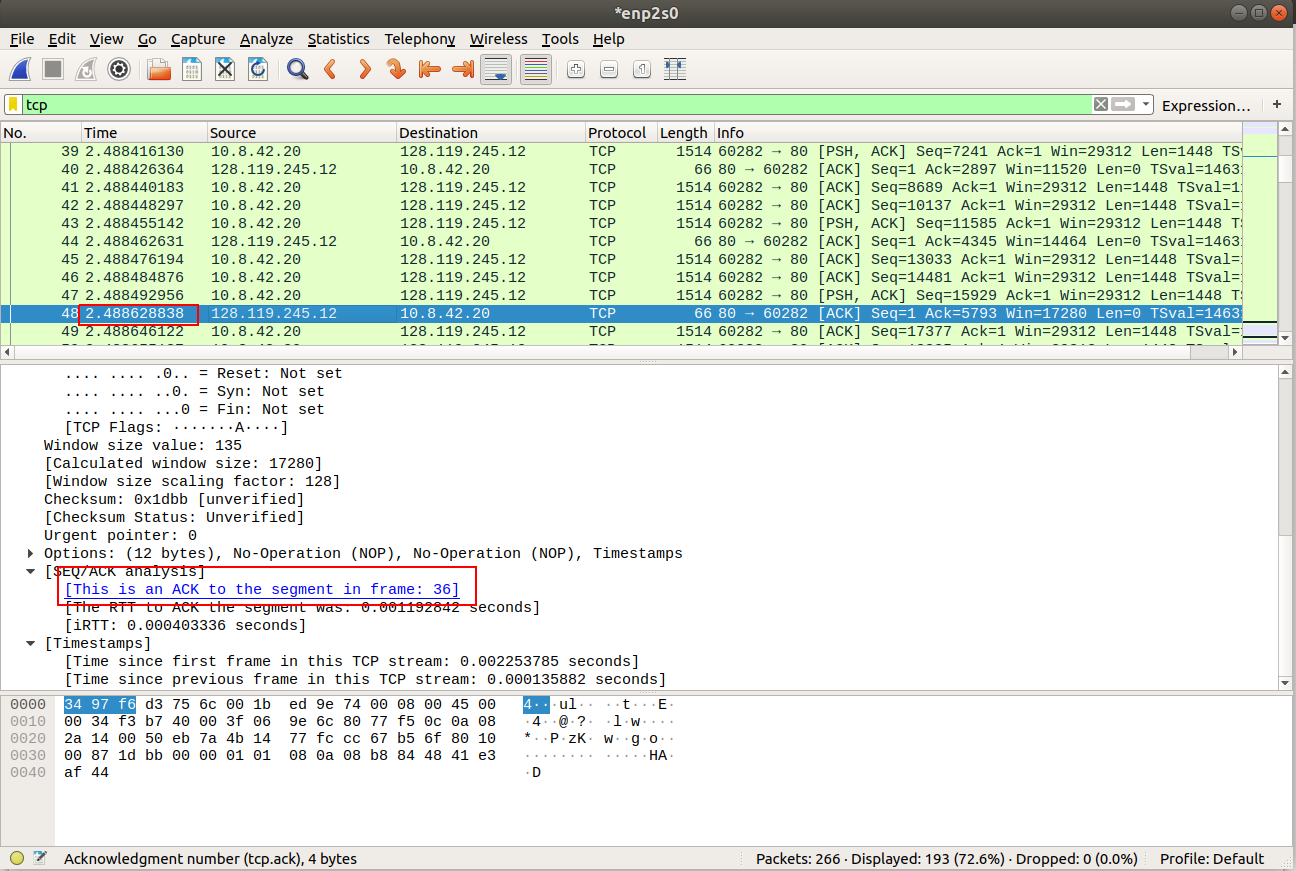 *enp2s0
File Edit View Go Capture Analyze Statistics Telephony Wireless Tools Help
tcp Expression… +
No. Time Source Destination Protocol Length Info
39 2.488416130 10.8.42.20 128.119.245.12 TCP 1514 60282 → 80 [PSH, ACK] Seq=7241 Ack=1 Win=29312 Len=1448 TS
40 2.488426364 128.119.245.12 10.8.42.20 TCP 66 80 → 60282 [ACK] Seq=1 Ack=2897 Win=11520 Len=0 TSval=1463
41 2.488440183 10.8.42.20 128.119.245.12 TCP 1514 60282 → 80 [ACK] Seq=8689 Ack=1 Win=29312 Len=1448 TSval=1
42 2.488448297 10.8.42.20 128.119.245.12 TCP 1514 60282 → 80 [ACK] Seq=10137 Ack=1 Win=29312 Len=1448 TSval=
43 2.488455142 10.8.42.20 128.119.245.12 TCP 1514 60282 → 80 [PSH, ACK] Seq=11585 Ack=1 Win=29312 Len=1448 T
44 2.488462631 128.119.245.12 10.8.42.20 TCP 66 80 → 60282 [ACK] Seq=1 Ack=4345 Win=14464 Len=0 TSval=1463
45 2.488476194 10.8.42.20 128.119.245.12 TCP 1514 60282 → 80 [ACK] Seq=13033 Ack=1 Win=29312 Len=1448 TSval=
46 2.488484876 10.8.42.20 128.119.245.12 TCP 1514 60282 → 80 [ACK] Seq=14481 Ack=1 Win=29312 Len=1448 TSval=
47 2.488492956 10.8.42.20 128.119.245.12 TCP 1514 60282 → 80 [PSH, ACK] Seq=15929 Ack=1 Win=29312 Len=1448 T
48 2.488628838 128.119.245.12 10.8.42.20 TCP 66 80 → 60282 [ACK] Seq=1 Ack=5793 Win=17280 Len=0 TSval=1463
49 2.488646122 10.8.42.20 128.119.245.12 TCP 1514 60282 → 80 [ACK] Seq=17377 Ack=1 Win=29312 Len=1448 TSval=
.... .... .0.. = Reset: Not set
.... .... ..0. = Syn: Not set
.... .... ...0 = Fin: Not set
[TCP Flags: ·······A····]
Window size value: 135
[Calculated window size: 17280]
[Window size scaling factor: 128]
Checksum: 0x1dbb [unverified]
[Checksum Status: Unverified]
Urgent pointer: 0
Options: (12 bytes), No-Operation (NOP), No-Operation (NOP), Timestamps
[SEQ/ACK analysis]
[This is an ACK to the segment in frame: 36]
[The RTT to ACK the segment was: 0.001192842 seconds]
[iRTT: 0.000403336 seconds]
[Timestamps]
[Time since first frame in this TCP stream: 0.002253785 seconds]
[Time since previous frame in this TCP stream: 0.000135882 seconds]
0000 34 97 f6 d3 75 6c 00 1b ed 9e 74 00 08 00 45 00 4···ul·· ··t···E·
0010 00 34 f3 b7 40 00 3f 06 9e 6c 80 77 f5 0c 0a 08 ·4··@·?· ·l·w····
0020 2a 14 00 50 eb 7a 4b 14 77 fc cc 67 b5 6f 80 10 *··P·zK· w··g·o··
0030 00 87 1d bb 00 00 01 01 08 0a 08 b8 84 48 41 e3 ········ ·····HA·
0040 af 44 ·D
Acknowledgment number (tcp.ack), 4 bytes Packets: 266 · Displayed: 193 (72.6%) · Dropped: 0 (0.0%) Profile: Default